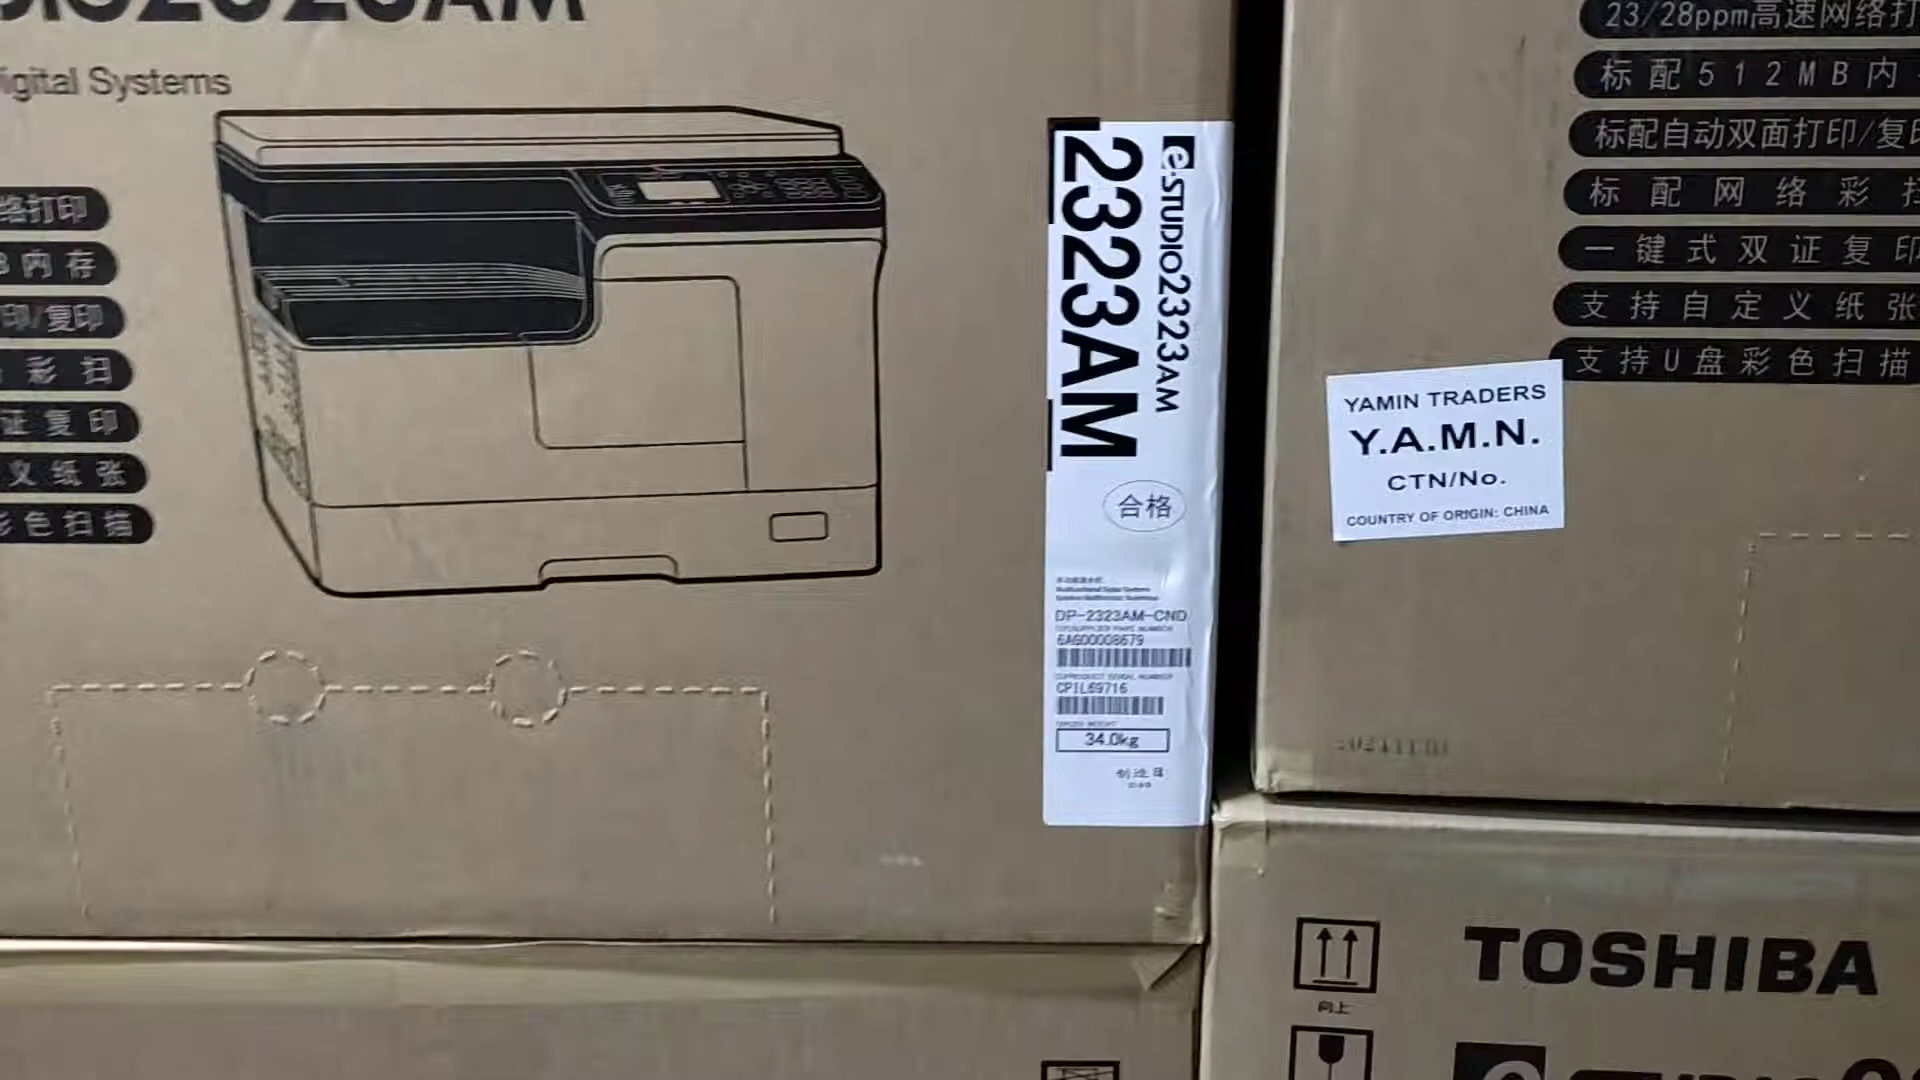 Digital Systems
络打印
内存
印/复印
彩扫
证复印
义纸张
彩色扫描
e-STUDIO2323AM
2323AM
合格
DP-2323AM-CND
6AG00008679
CPIL69716
34.0kg
制造日
23/28ppm高速网络打
标配512MB内
标配自动双面打印/复印
标配网络彩扫
一键式双证复印
支持自定义纸张
支持U盘彩色扫描
YAMIN TRADERS
Y.A.M.N.
CTN/No.
COUNTRY OF ORIGIN: CHINA
向上
TOSHIBA